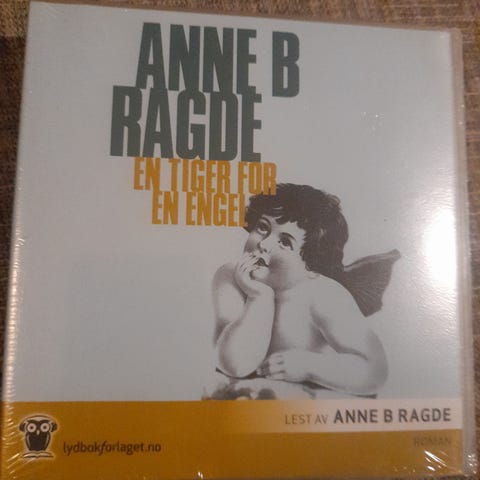 ANNE B
RAGDE
EN TIGER FOR
EN ENGEL
LEST AV ANNE B RAGDE
ROMAN
lydbokforlaget.no